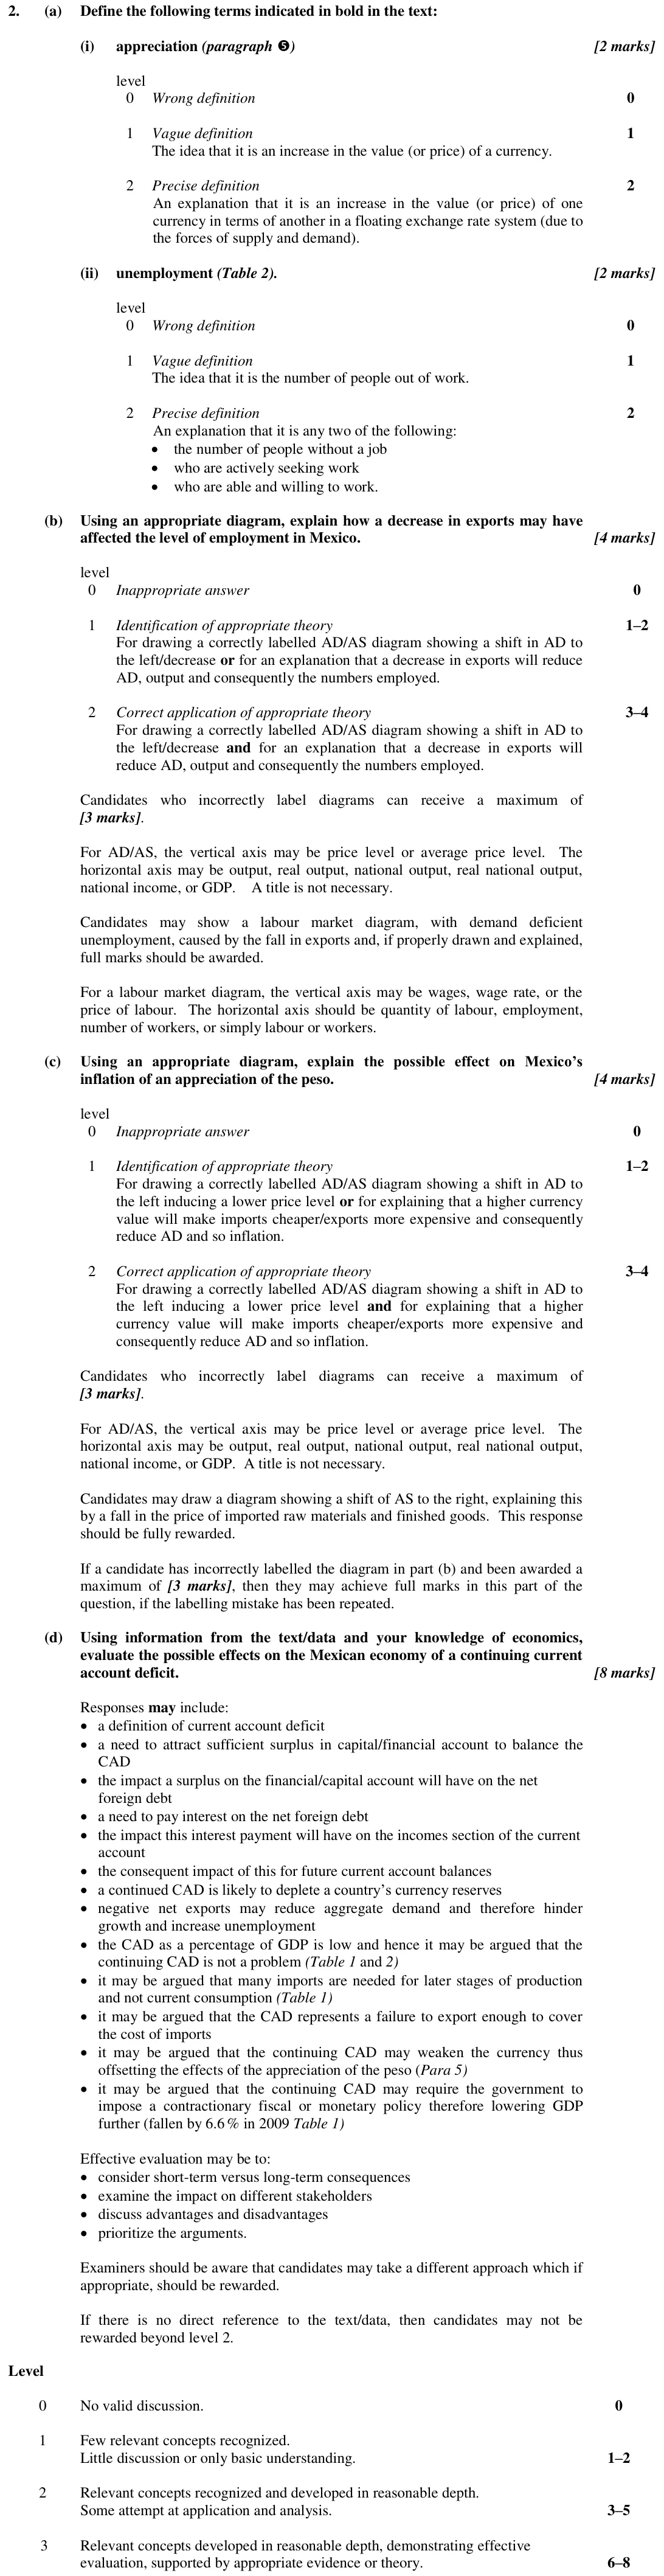 2. (a) Define the following terms indicated in bold in the text:
(i) appreciation (paragraph ❺) [2 marks]
level
0 Wrong definition 0
1 Vague definition 1
The idea that it is an increase in the value (or price) of a currency.
2 Precise definition 2
An explanation that it is an increase in the value (or price) of one
currency in terms of another in a floating exchange rate system (due to
the forces of supply and demand).
(ii) unemployment (Table 2). [2 marks]
level
0 Wrong definition 0
1 Vague definition 1
The idea that it is the number of people out of work.
2 Precise definition 2
An explanation that it is any two of the following:
• the number of people without a job
• who are actively seeking work
• who are able and willing to work.
(b) Using an appropriate diagram, explain how a decrease in exports may have
affected the level of employment in Mexico. [4 marks]
level
0 Inappropriate answer 0
1 Identification of appropriate theory 1–2
For drawing a correctly labelled AD/AS diagram showing a shift in AD to
the left/decrease or for an explanation that a decrease in exports will reduce
AD, output and consequently the numbers employed.
2 Correct application of appropriate theory 3–4
For drawing a correctly labelled AD/AS diagram showing a shift in AD to
the left/decrease and for an explanation that a decrease in exports will
reduce AD, output and consequently the numbers employed.
Candidates who incorrectly label diagrams can receive a maximum of
[3 marks].
For AD/AS, the vertical axis may be price level or average price level. The
horizontal axis may be output, real output, national output, real national output,
national income, or GDP. A title is not necessary.
Candidates may show a labour market diagram, with demand deficient
unemployment, caused by the fall in exports and, if properly drawn and explained,
full marks should be awarded.
For a labour market diagram, the vertical axis may be wages, wage rate, or the
price of labour. The horizontal axis should be quantity of labour, employment,
number of workers, or simply labour or workers.
(c) Using an appropriate diagram, explain the possible effect on Mexico's
inflation of an appreciation of the peso. [4 marks]
level
0 Inappropriate answer 0
1 Identification of appropriate theory 1–2
For drawing a correctly labelled AD/AS diagram showing a shift in AD to
the left inducing a lower price level or for explaining that a higher currency
value will make imports cheaper/exports more expensive and consequently
reduce AD and so inflation.
2 Correct application of appropriate theory 3–4
For drawing a correctly labelled AD/AS diagram showing a shift in AD to
the left inducing a lower price level and for explaining that a higher
currency value will make imports cheaper/exports more expensive and
consequently reduce AD and so inflation.
Candidates who incorrectly label diagrams can receive a maximum of
[3 marks].
For AD/AS, the vertical axis may be price level or average price level. The
horizontal axis may be output, real output, national output, real national output,
national income, or GDP. A title is not necessary.
Candidates may draw a diagram showing a shift of AS to the right, explaining this
by a fall in the price of imported raw materials and finished goods. This response
should be fully rewarded.
If a candidate has incorrectly labelled the diagram in part (b) and been awarded a
maximum of [3 marks], then they may achieve full marks in this part of the
question, if the labelling mistake has been repeated.
(d) Using information from the text/data and your knowledge of economics,
evaluate the possible effects on the Mexican economy of a continuing current
account deficit. [8 marks]
Responses may include:
• a definition of current account deficit
• a need to attract sufficient surplus in capital/financial account to balance the
CAD
• the impact a surplus on the financial/capital account will have on the net
foreign debt
• a need to pay interest on the net foreign debt
• the impact this interest payment will have on the incomes section of the current
account
• the consequent impact of this for future current account balances
• a continued CAD is likely to deplete a country's currency reserves
• negative net exports may reduce aggregate demand and therefore hinder
growth and increase unemployment
• the CAD as a percentage of GDP is low and hence it may be argued that the
continuing CAD is not a problem (Table 1 and 2)
• it may be argued that many imports are needed for later stages of production
and not current consumption (Table 1)
• it may be argued that the CAD represents a failure to export enough to cover
the cost of imports
• it may be argued that the continuing CAD may weaken the currency thus
offsetting the effects of the appreciation of the peso (Para 5)
• it may be argued that the continuing CAD may require the government to
impose a contractionary fiscal or monetary policy therefore lowering GDP
further (fallen by 6.6 % in 2009 Table 1)
Effective evaluation may be to:
• consider short-term versus long-term consequences
• examine the impact on different stakeholders
• discuss advantages and disadvantages
• prioritize the arguments.
Examiners should be aware that candidates may take a different approach which if
appropriate, should be rewarded.
If there is no direct reference to the text/data, then candidates may not be
rewarded beyond level 2.
Level
0 No valid discussion. 0
1 Few relevant concepts recognized.
Little discussion or only basic understanding. 1–2
2 Relevant concepts recognized and developed in reasonable depth.
Some attempt at application and analysis. 3–5
3 Relevant concepts developed in reasonable depth, demonstrating effective
evaluation, supported by appropriate evidence or theory. 6–8